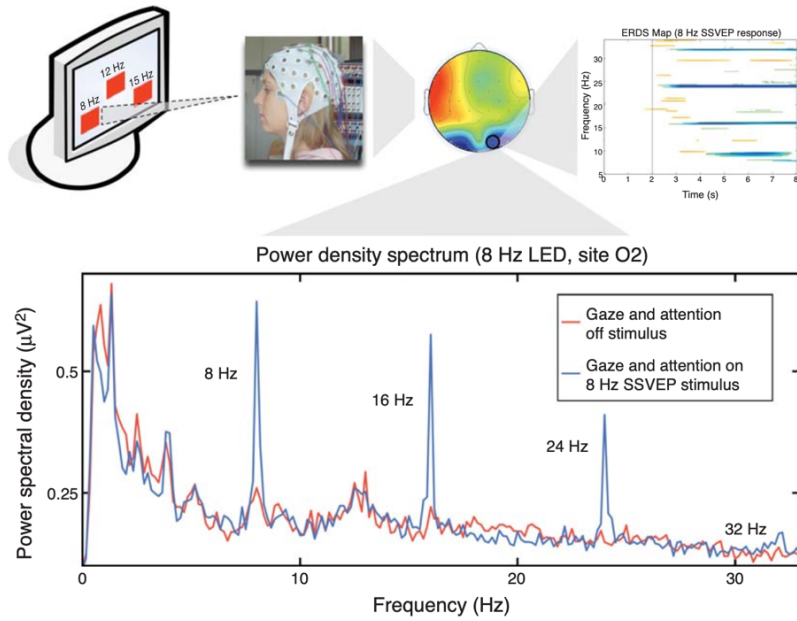 12 Hz
15 Hz
8 Hz
ERDS Map (8 Hz SSVEP response)
Frequency (Hz)
30
25
20
15
10
5
0
1
2
3
4
5
6
7
8
Time (s)
Power density spectrum (8 Hz LED, site O2)
Power spectral density (μV²)
0.5
0.25
8 Hz
16 Hz
24 Hz
32 Hz
Gaze and attention
off stimulus
Gaze and attention on
8 Hz SSVEP stimulus
0
10
20
30
Frequency (Hz)